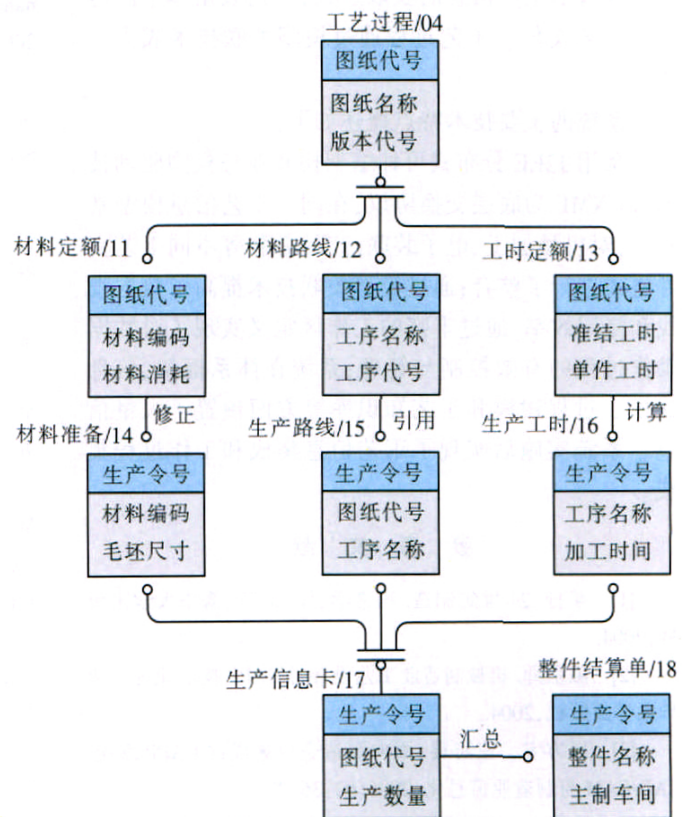 工艺过程/04
图纸代号
图纸名称
版本代号
材料定额/11
图纸代号
材料编码
材料消耗
材料路线/12
图纸代号
工序名称
工序代号
工时定额/13
图纸代号
准结工时
单件工时
修正
引用
计算
材料准备/14
生产令号
材料编码
毛坯尺寸
生产路线/15
生产令号
图纸代号
工序名称
生产工时/16
生产令号
工序名称
加工时间
生产信息卡/17
生产令号
图纸代号
生产数量
汇总
整件结算单/18
生产令号
整件名称
主制车间